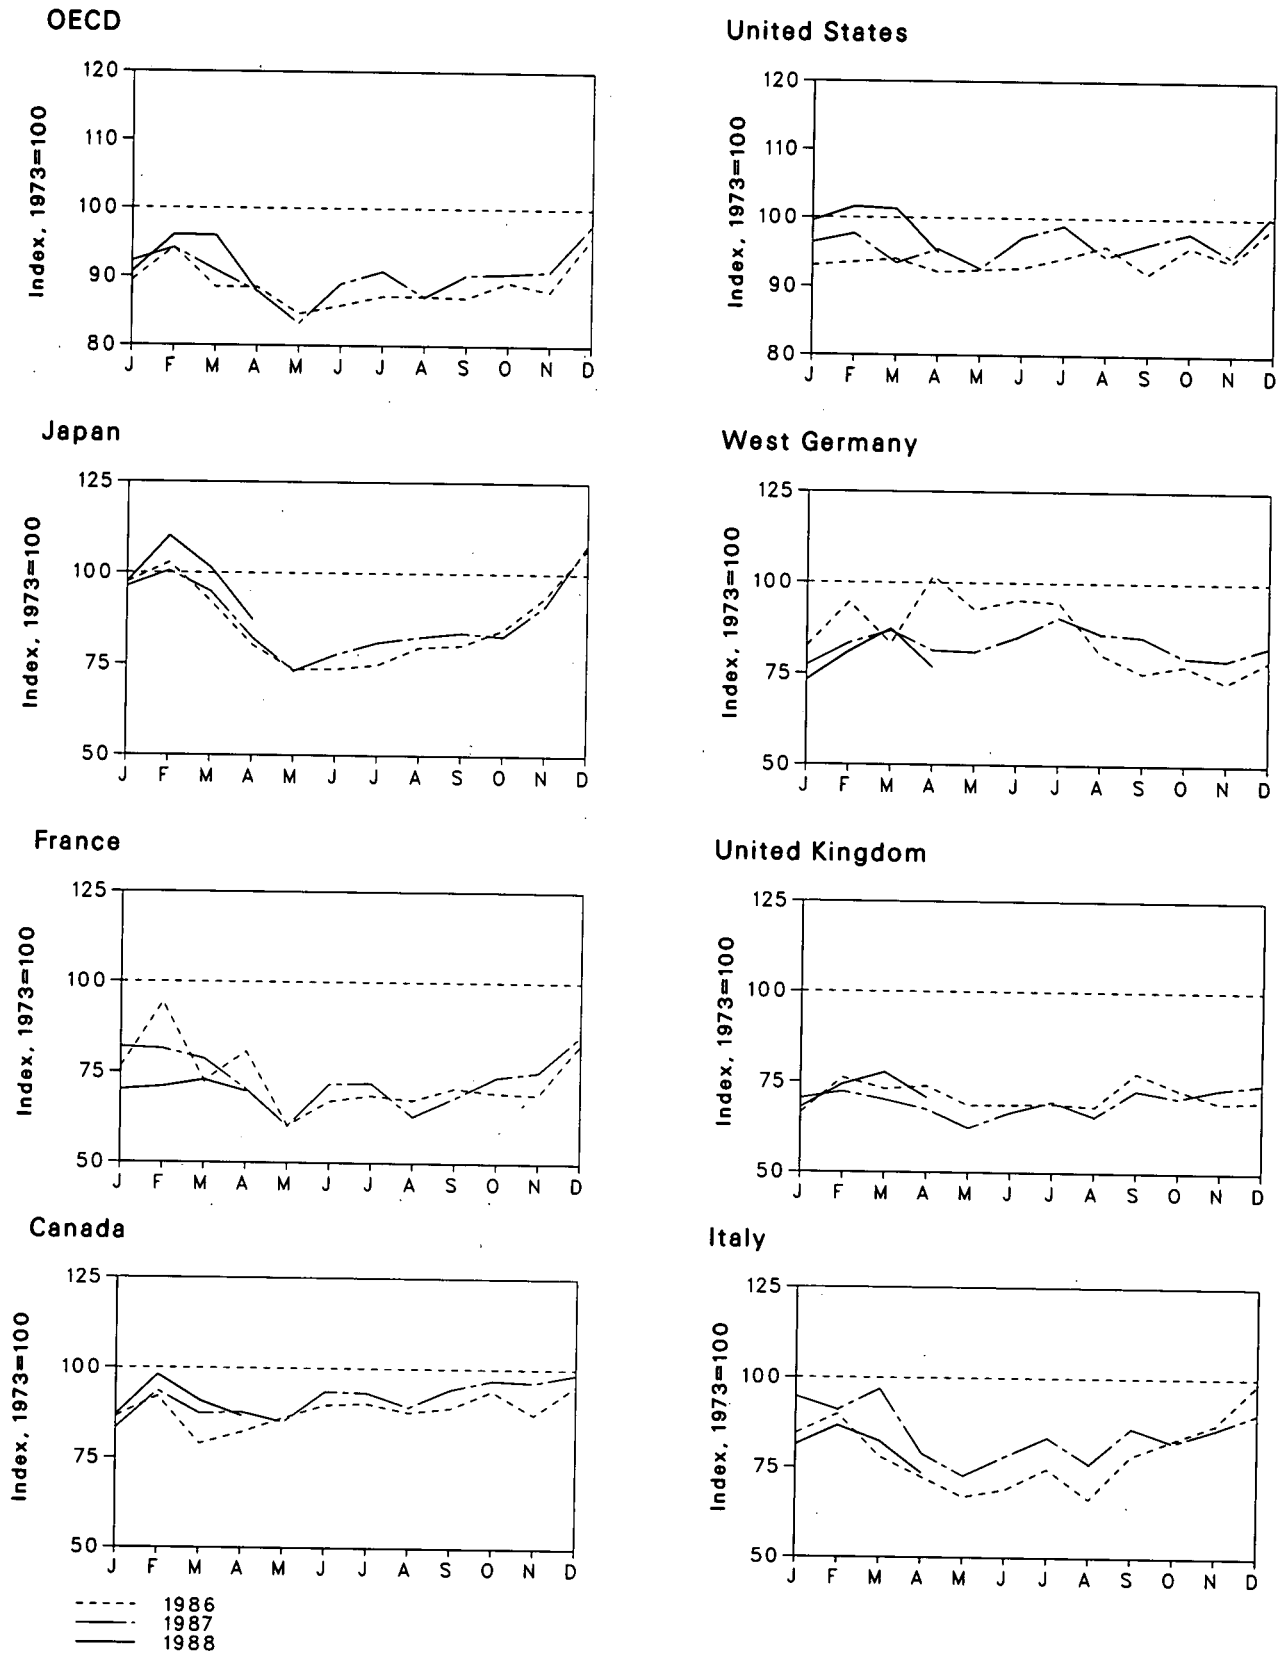 OECD
Index, 1973=100
120
110
100
90
80
J F M A M J J A S O N D
United States
Index, 1973=100
120
110
100
90
80
J F M A M J J A S O N D
Japan
Index, 1973=100
125
100
75
50
J F M A M J J A S O N D
West Germany
Index, 1973=100
125
100
75
50
J F M A M J J A S O N D
France
Index, 1973=100
125
100
75
50
J F M A M J J A S O N D
United Kingdom
Index, 1973=100
125
100
75
50
J F M A M J J A S O N D
Canada
Index, 1973=100
125
100
75
50
J F M A M J J A S O N D
Italy
Index, 1973=100
125
100
75
50
J F M A M J J A S O N D
1986
1987
1988